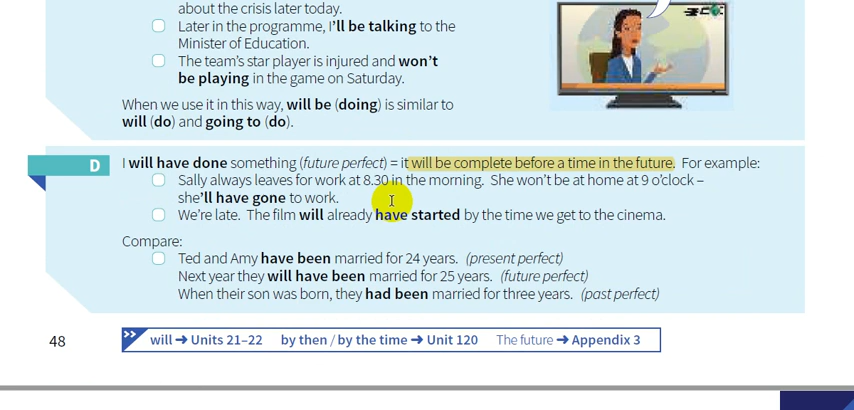 about the crisis later today.
Later in the programme, I'll be talking to the
Minister of Education.
The team's star player is injured and won't
be playing in the game on Saturday.
When we use it in this way, will be (doing) is similar to
will (do) and going to (do).
D
I will have done something (future perfect) = it will be complete before a time in the future. For example:
Sally always leaves for work at 8.30 in the morning. She won't be at home at 9 o'clock –
she'll have gone to work.
We're late. The film will already have started by the time we get to the cinema.
Compare:
Ted and Amy have been married for 24 years. (present perfect)
Next year they will have been married for 25 years. (future perfect)
When their son was born, they had been married for three years. (past perfect)
48
will ➜ Units 21–22 by then / by the time ➜ Unit 120 The future ➜ Appendix 3